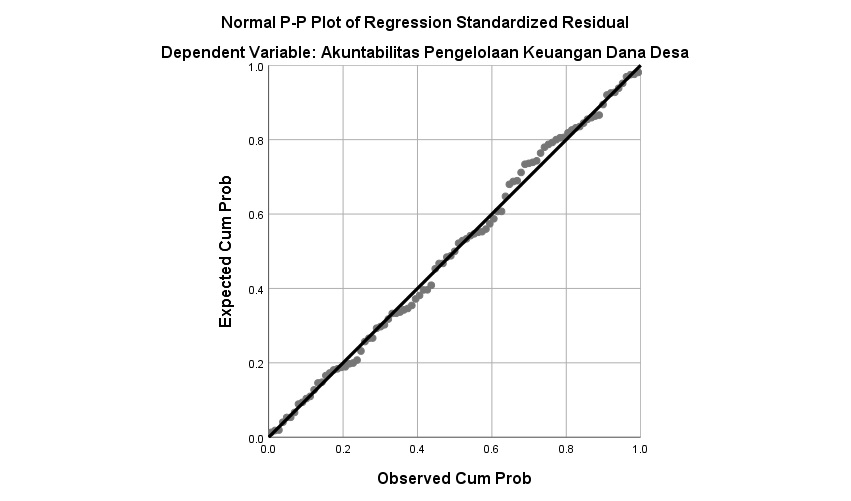 Normal P-P Plot of Regression Standardized Residual
Dependent Variable: Akuntabilitas Pengelolaan Keuangan Dana Desa
1.0
0.8
0.6
0.4
0.2
0.0
Expected Cum Prob
0.0 0.2 0.4 0.6 0.8 1.0
Observed Cum Prob